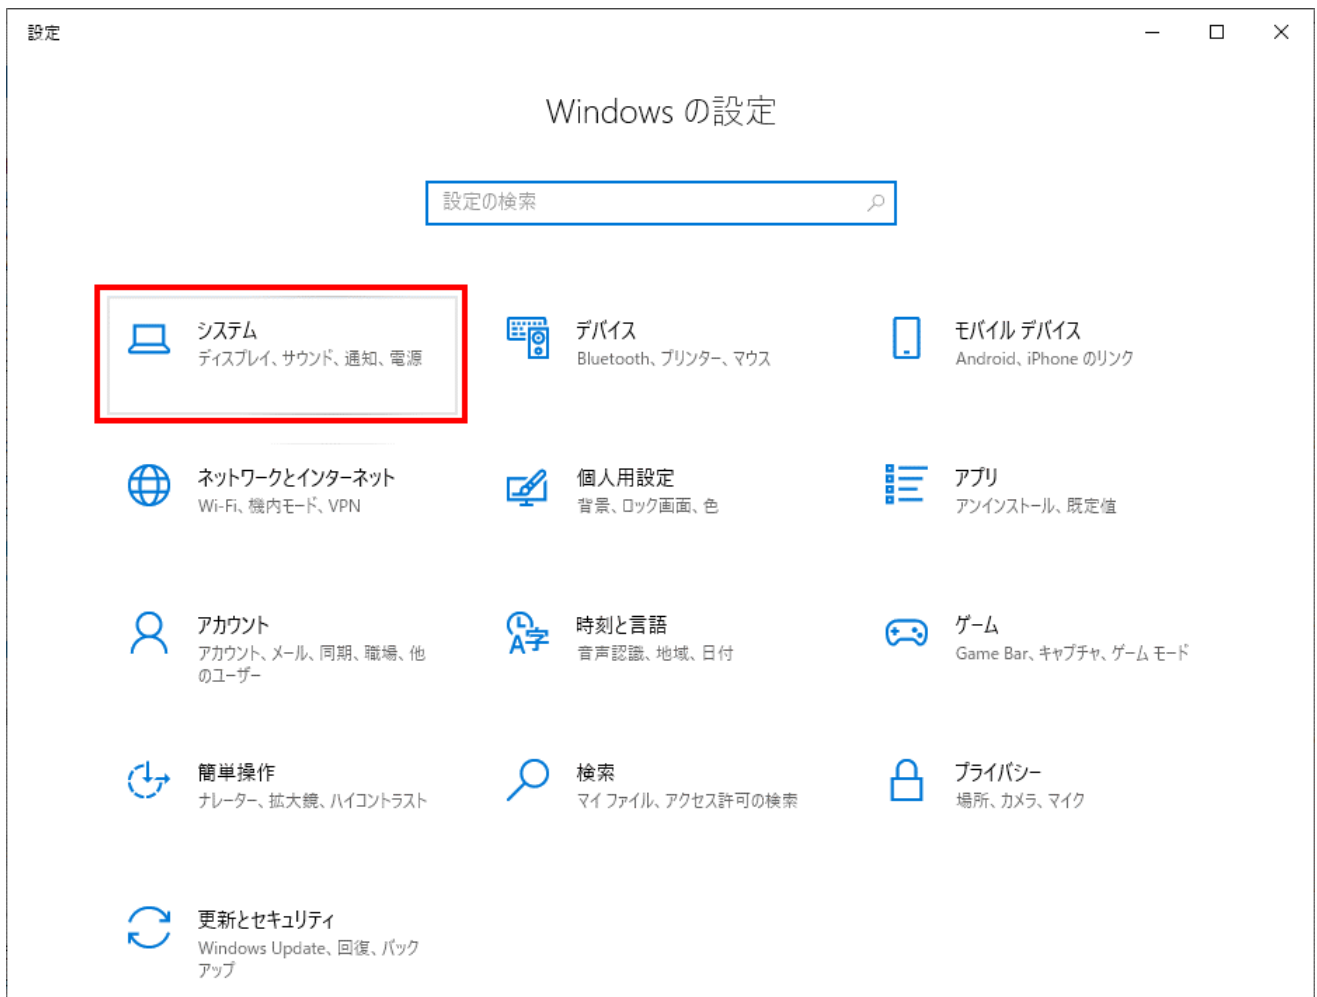 設定
Windows の設定
設定の検索
システム
ディスプレイ、サウンド、通知、電源
デバイス
Bluetooth、プリンター、マウス
モバイル デバイス
Android、iPhone のリンク
ネットワークとインターネット
Wi-Fi、機内モード、VPN
個人用設定
背景、ロック画面、色
アプリ
アンインストール、既定値
アカウント
アカウント、メール、同期、職場、他
のユーザー
時刻と言語
音声認識、地域、日付
ゲーム
Game Bar、キャプチャ、ゲーム モード
簡単操作
ナレーター、拡大鏡、ハイコントラスト
検索
マイ ファイル、アクセス許可の検索
プライバシー
場所、カメラ、マイク
更新とセキュリティ
Windows Update、回復、バック
アップ